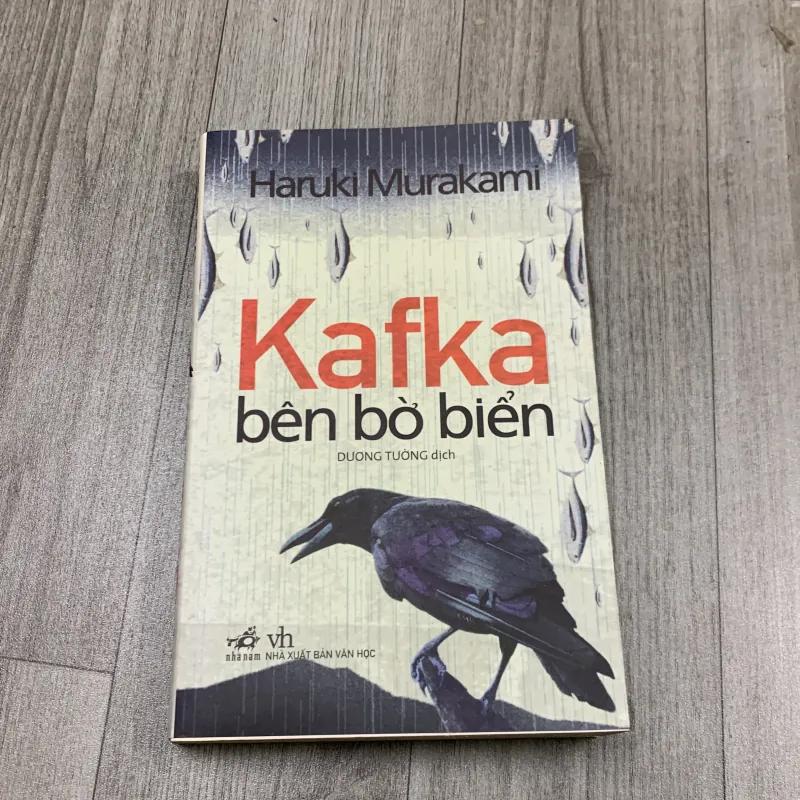 Haruki Murakami
Kafka
bên bờ biển
DƯƠNG TƯỜNG dịch
nhã nam
vh
NHÀ XUẤT BẢN VĂN HỌC